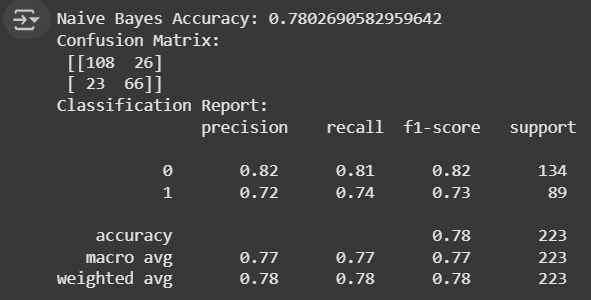 Naive Bayes Accuracy: 0.7802690582959642
Confusion Matrix:
[[108  26]
[ 23  66]]
Classification Report:
precision    recall  f1-score   support
0       0.82      0.81      0.82       134
1       0.72      0.74      0.73        89
accuracy                           0.78       223
macro avg       0.77      0.77      0.77       223
weighted avg       0.78      0.78      0.78       223